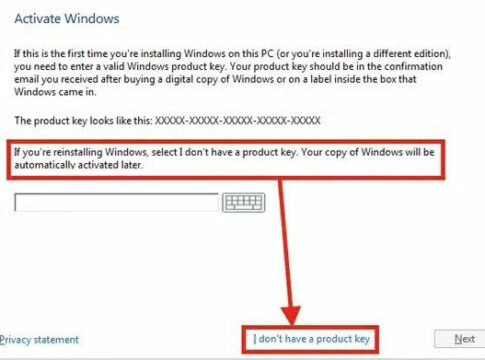 Activate Windows
If this is the first time you're installing Windows on this PC (or you're installing a different edition),
you need to enter a valid Windows product key. Your product key should be in the confirmation
email you received after buying a digital copy of Windows or on a label inside the box that
Windows came in.
The product key looks like this: XXXXX-XXXXX-XXXXX-XXXXX-XXXXX
If you're reinstalling Windows, select I don't have a product key. Your copy of Windows will be
automatically activated later.
Privacy statement
I don't have a product key
Next